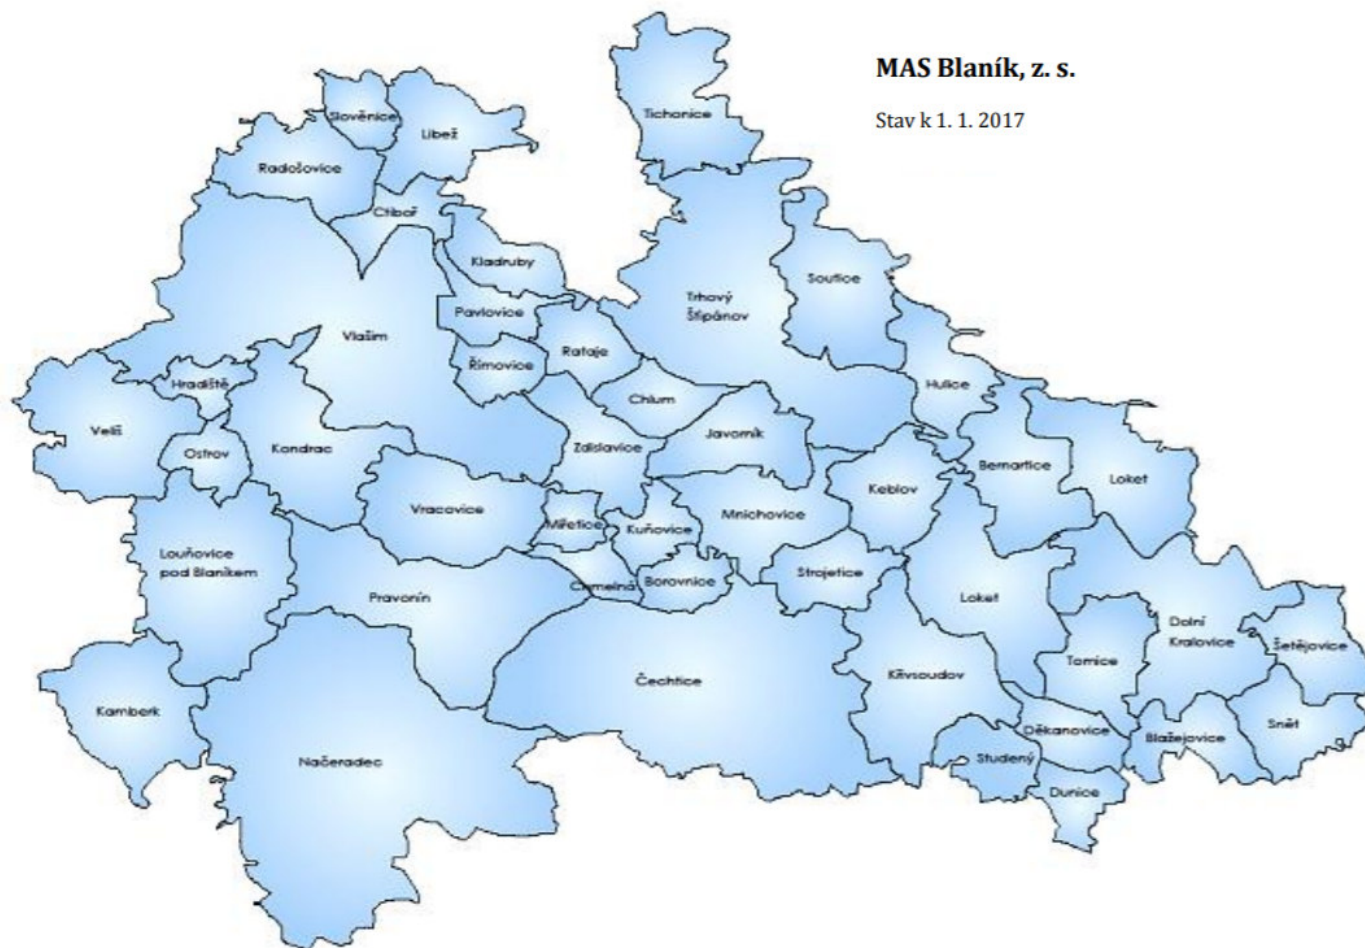 MAS Blaník, z. s.
Stav k 1. 1. 2017
Tichonice
Slověnice
Libež
Radošovice
Ctiboř
Kladruby
Soutice
Trhový
Štipánov
Pavlovice
Vlašim
Rataje
Římovice
Hradiště
Hulice
Chlum
Veliš
Javorník
Ostrov
Kondrac
Zdislavice
Bernartice
Loket
Keblov
Vracovice
Miřetice
Kuňovice
Mnichovice
Louňovice
pod Blaníkem
Strojetice
Chmelná
Borovnice
Pravonín
Loket
Dolní
Kralovice
Šetějovice
Tomice
Čechtice
Křivsoudov
Kamberk
Snět
Děkanovice
Blažejovice
Studený
Načeradec
Dunice